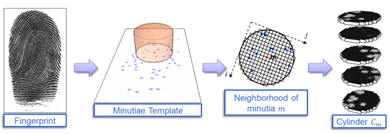 j
i
m
Fingerprint
Minutiae Template
Neighborhood of
minutia m
Cylinder Cm